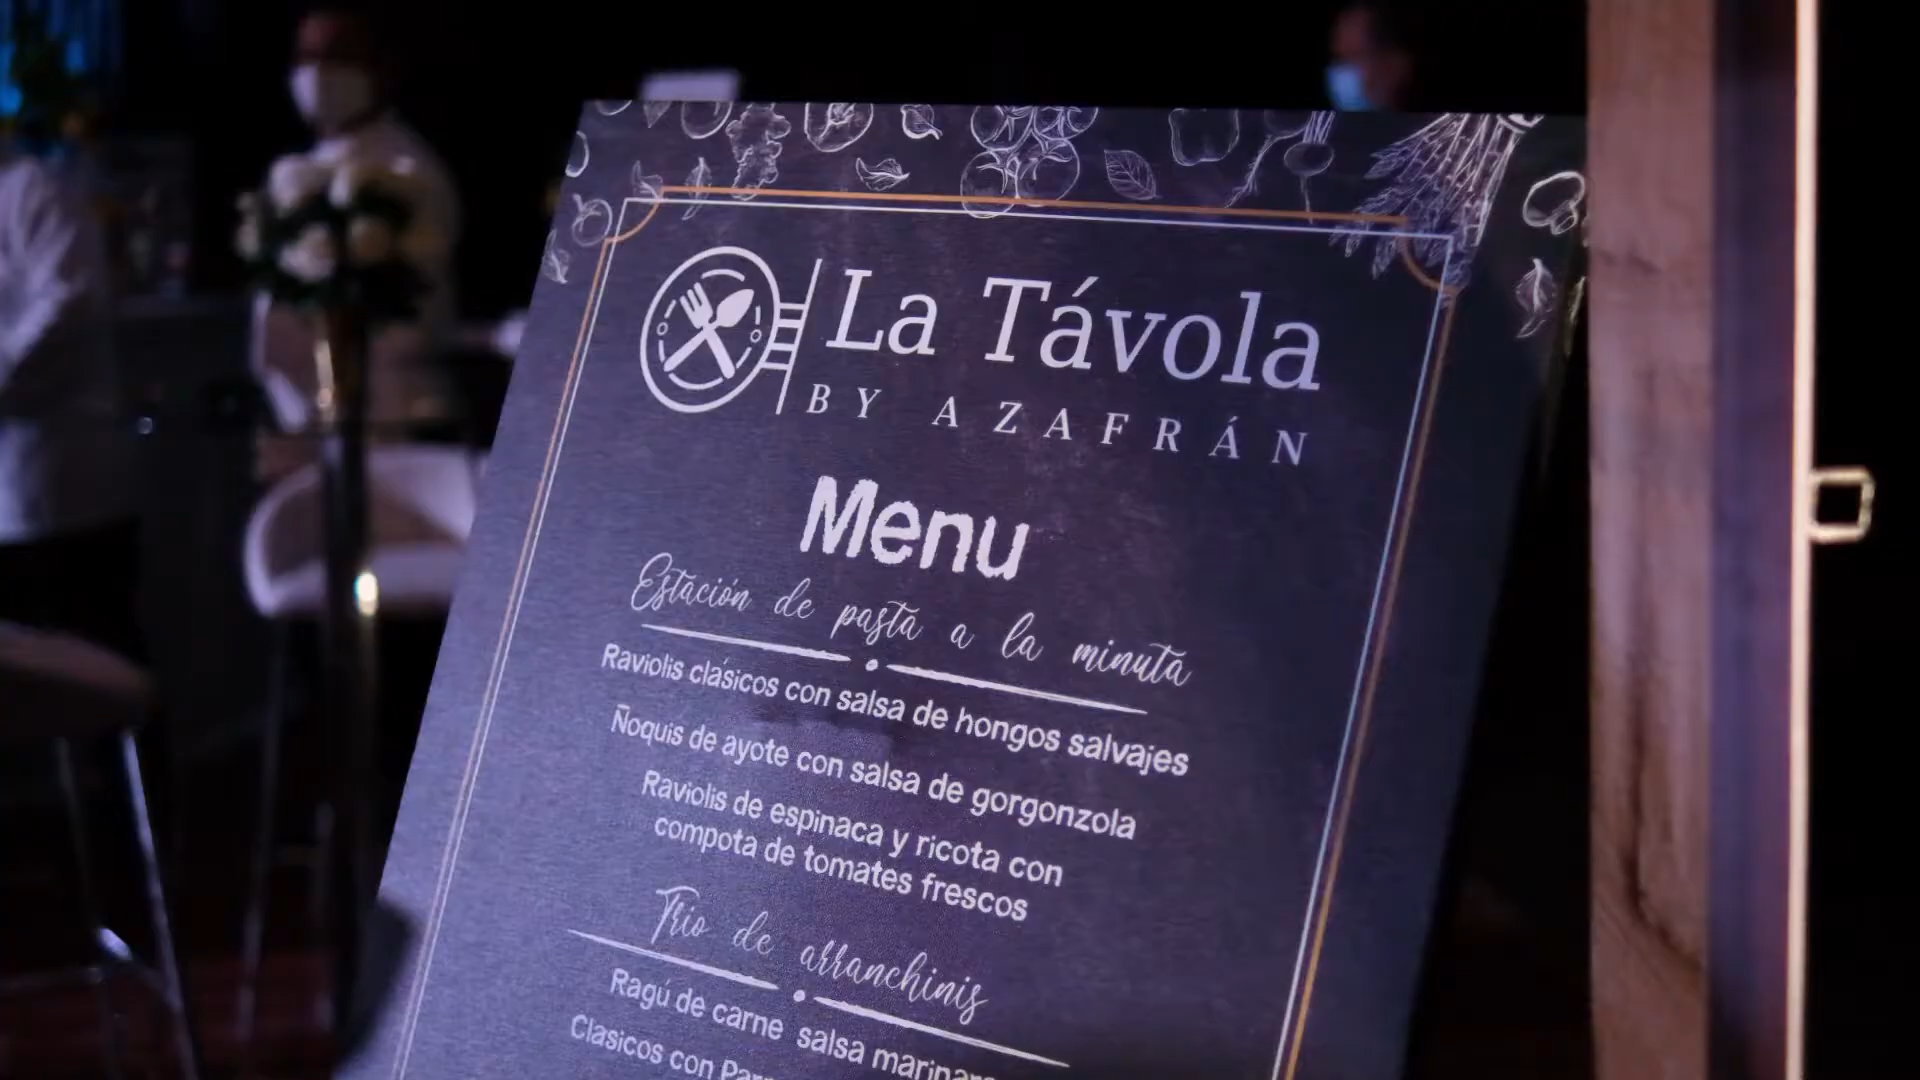 La Távola
BY AZAFRÁN
Menu
Estación de pasta a la minuta
Raviolis clásicos con salsa de hongos salvajes
Ñoquis de ayote con salsa de gorgonzola
Raviolis de espinaca y ricota con
compota de tomates frescos
Trio de arranchinis
Ragú de carne salsa
Clasicos con